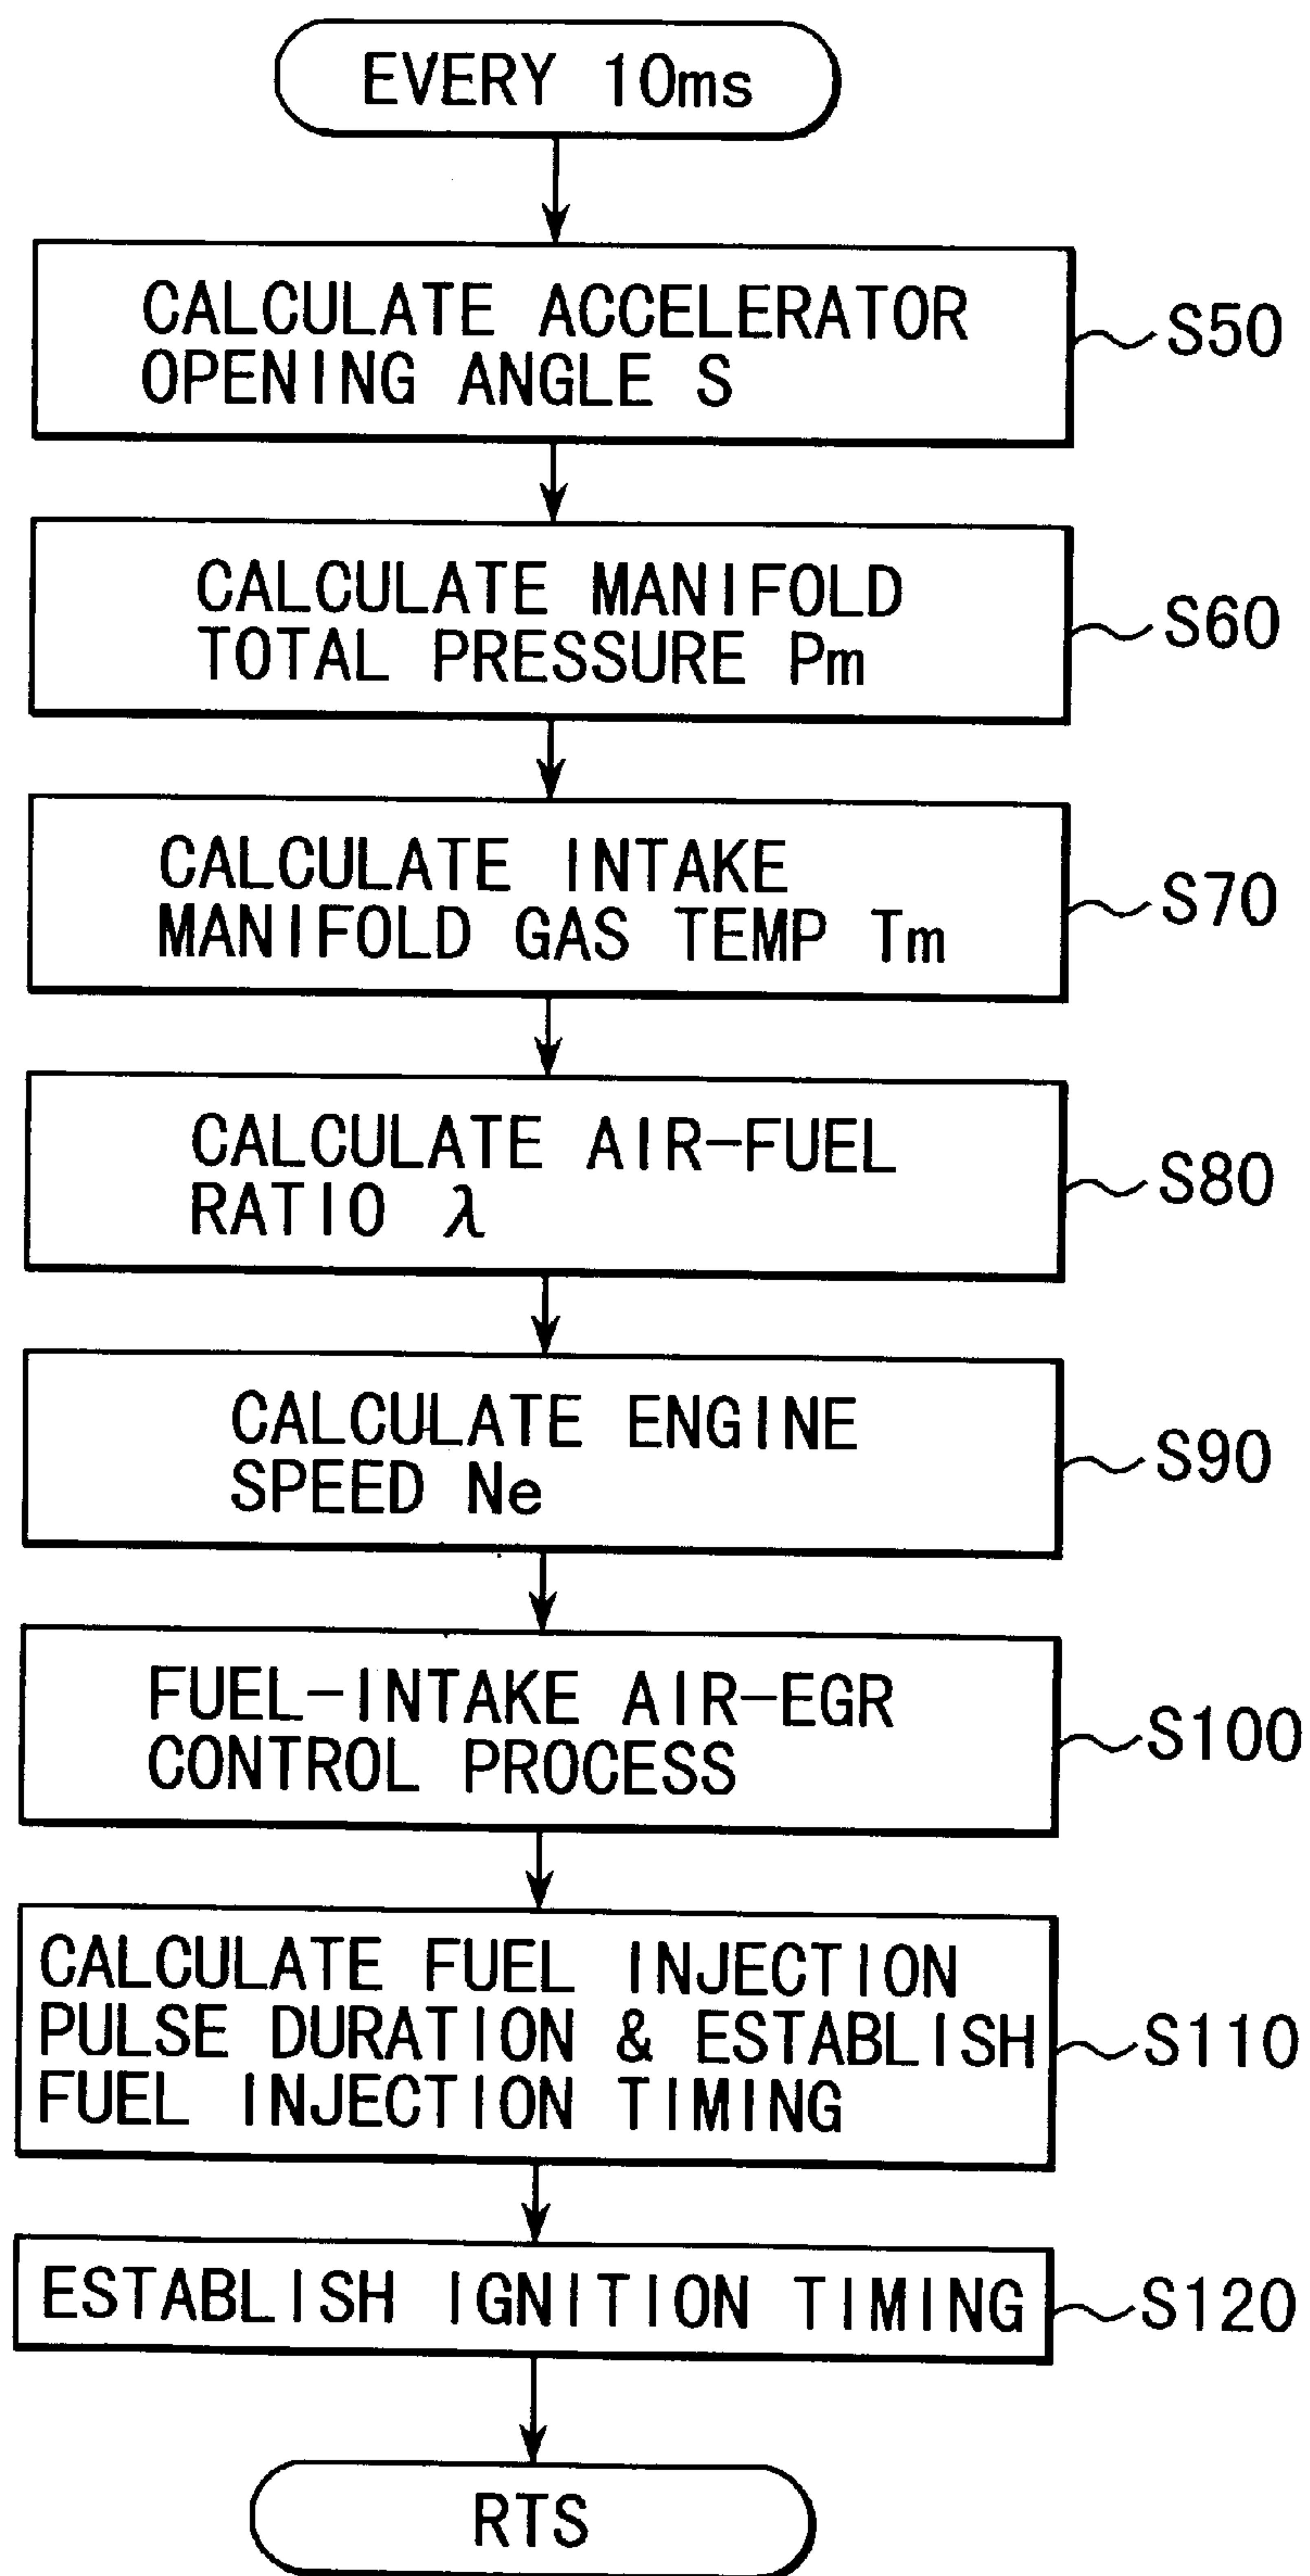 EVERY 10ms
CALCULATE ACCELERATOR
OPENING ANGLE S
S50
CALCULATE MANIFOLD
TOTAL PRESSURE Pm
S60
CALCULATE INTAKE
MANIFOLD GAS TEMP Tm
S70
CALCULATE AIR-FUEL
RATIO λ
S80
CALCULATE ENGINE
SPEED Ne
S90
FUEL-INTAKE AIR-EGR
CONTROL PROCESS
S100
CALCULATE FUEL INJECTION
PULSE DURATION & ESTABLISH
FUEL INJECTION TIMING
S110
ESTABLISH IGNITION TIMING
S120
RTS